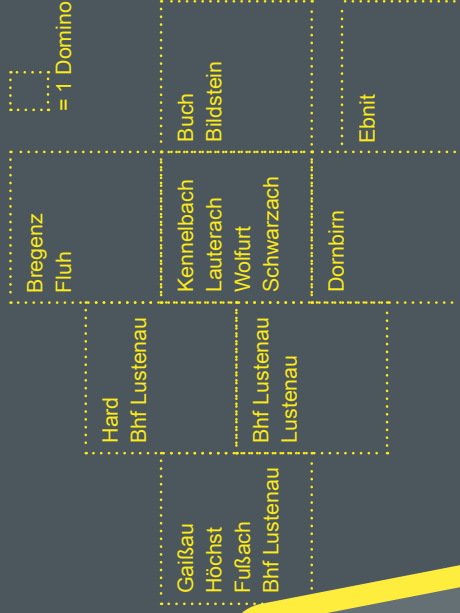 = 1 Domino
Bregenz
Fluh
Buch
Bildstein
Kennelbach
Lauterach
Wolfurt
Schwarzach
Ebnit
Dornbirn
Hard
Bhf Lustenau
Bhf Lustenau
Lustenau
Gaißau
Höchst
Fußach
Bhf Lustenau